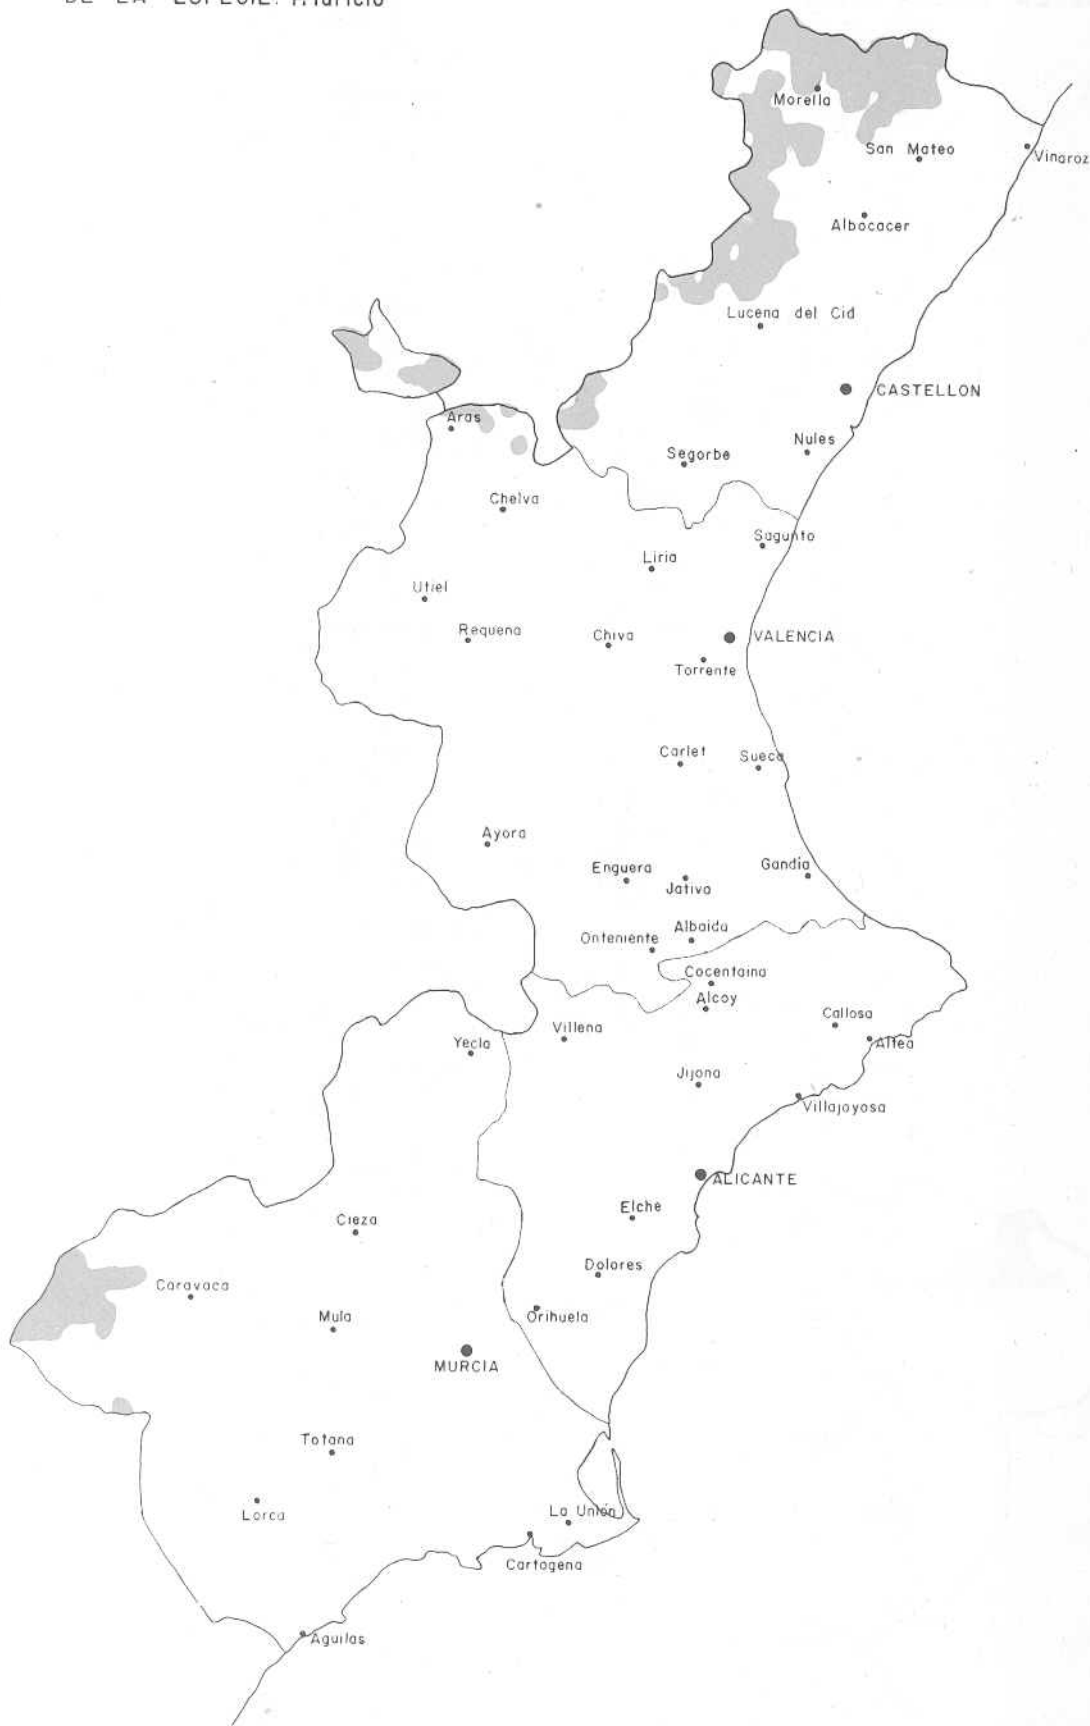 DE LA ESPECIE: P. laricio
Morella
San Mateo
Vinaroz
Albocacer
Lucena del Cid
CASTELLON
Aras
Nules
Segorbe
Chelva
Sagunto
Liria
Utiel
Requena
Chiva
VALENCIA
Torrente
Carlet
Sueca
Ayora
Enguera
Jativa
Gandia
Onteniente
Albaida
Cocentaina
Alcoy
Callosa
Altea
Villena
Yecla
Jijona
Villajoyosa
ALICANTE
Elche
Cieza
Dolores
Caravaca
Mula
Orihuela
MURCIA
Totana
Lorca
La Unión
Cartagena
Aguilas